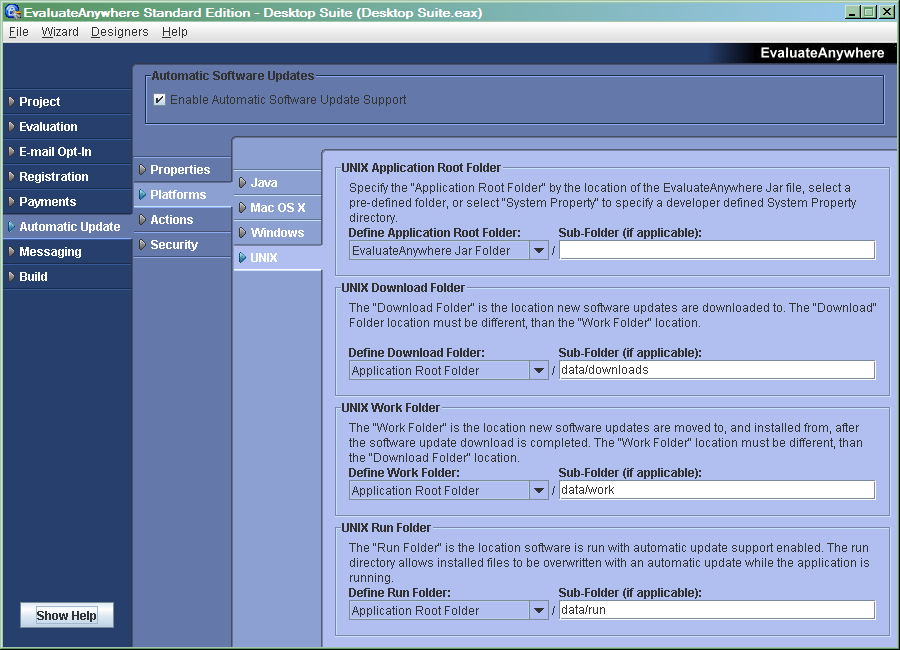 EvaluateAnywhere Standard Edition - Desktop Suite (Desktop Suite.eax)
File Wizard Designers Help
EvaluateAnywhere
Project
Evaluation
E-mail Opt-In
Registration
Payments
Automatic Update
Messaging
Build
Show Help
Automatic Software Updates
Enable Automatic Software Update Support
Properties
Platforms
Actions
Security
Java
Mac OS X
Windows
UNIX
UNIX Application Root Folder
Specify the "Application Root Folder" by the location of the EvaluateAnywhere Jar file, select a
pre-defined folder, or select "System Property" to specify a developer defined System Property
directory.
Define Application Root Folder: Sub-Folder (if applicable):
EvaluateAnywhere Jar Folder /
UNIX Download Folder
The "Download Folder" is the location new software updates are downloaded to. The "Download"
Folder location must be different, than the "Work Folder" location.
Define Download Folder: Sub-Folder (if applicable):
Application Root Folder / data/downloads
UNIX Work Folder
The "Work Folder" is the location new software updates are moved to, and installed from, after
the software update download is completed. The "Work Folder" location must be different, than
the "Download Folder" location.
Define Work Folder: Sub-Folder (if applicable):
Application Root Folder / data/work
UNIX Run Folder
The "Run Folder" is the location software is run with automatic update support enabled. The run
directory allows installed files to be overwritten with an automatic update while the application is
running.
Define Run Folder: Sub-Folder (if applicable):
Application Root Folder / data/run